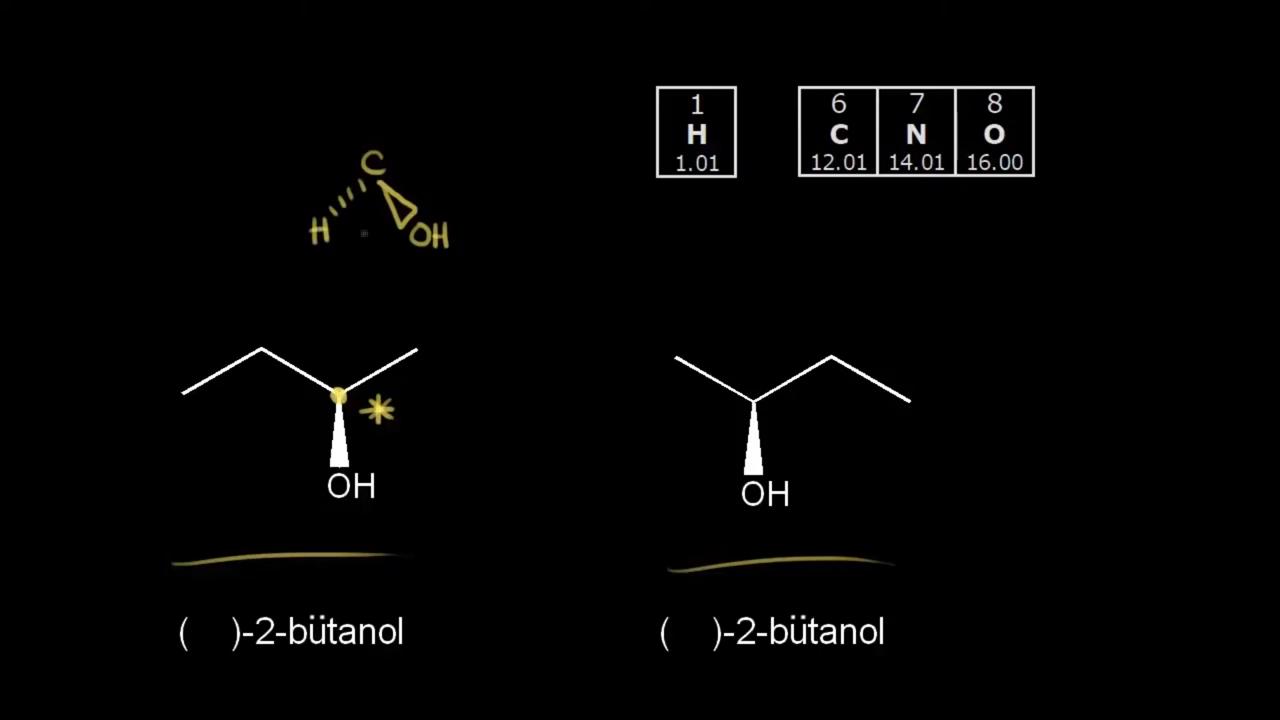 1 6 7 8
H C N O
1.01 12.01 14.01 16.00
C
H OH
*
OH OH
( )-2-bütanol ( )-2-bütanol